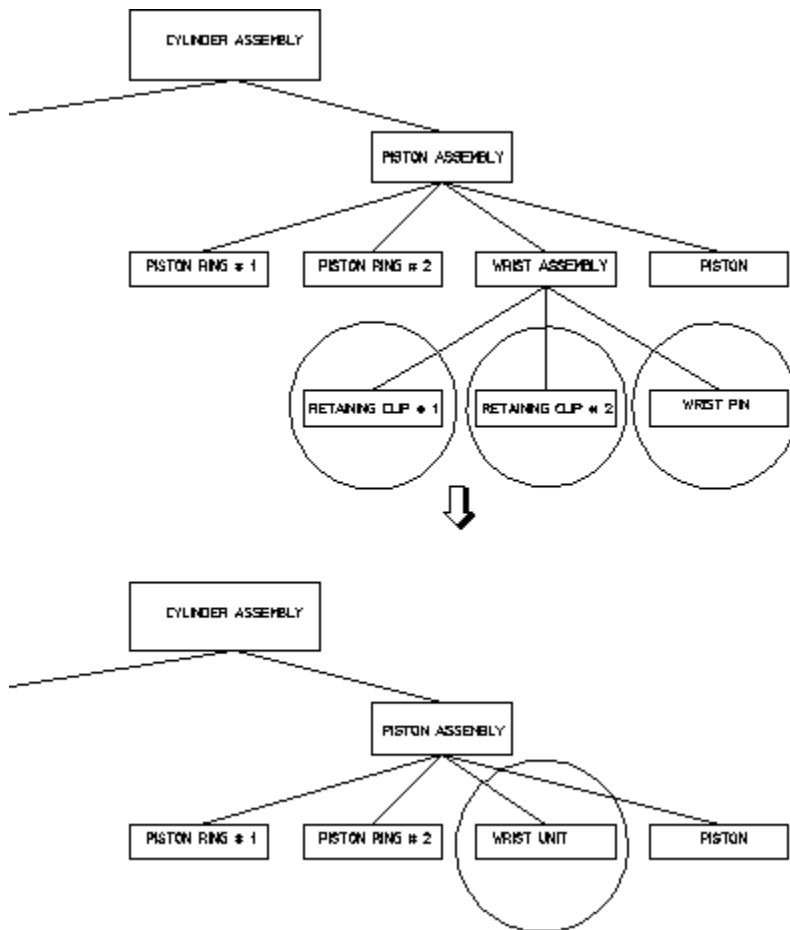 CYLINDER ASSEMBLY
PISTON ASSEMBLY
PISTON RING # 1
PISTON RING # 2
WRIST ASSEMBLY
PISTON
RETAINING CLIP # 1
RETAINING CLIP # 2
WRIST PIN
CYLINDER ASSEMBLY
PISTON ASSEMBLY
PISTON RING # 1
PISTON RING # 2
WRIST UNIT
PISTON